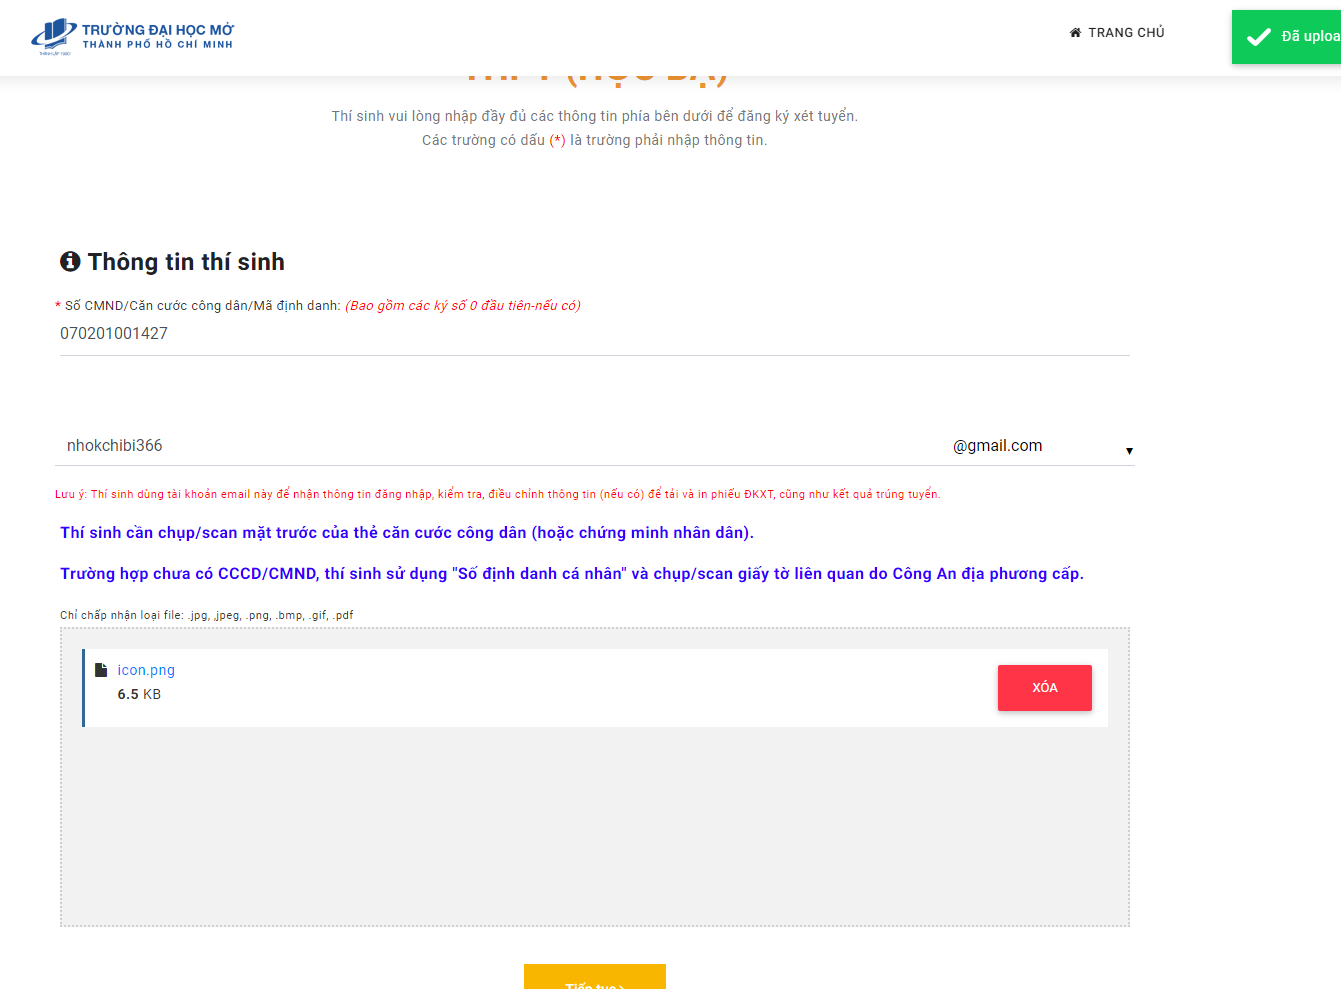 TRƯỜNG ĐẠI HỌC MỞ
THÀNH PHỐ HỒ CHÍ MINH
TRANG CHỦ
Đã uploa
(HỌC BẠ)
Thí sinh vui lòng nhập đầy đủ các thông tin phía bên dưới để đăng ký xét tuyển.
Các trường có dấu (*) là trường phải nhập thông tin.
Thông tin thí sinh
* Số CMND/Căn cước công dân/Mã định danh: (Bao gồm các ký số 0 đầu tiên-nếu có)
070201001427
nhokchibi366 @gmail.com
Lưu ý: Thí sinh dùng tài khoản email này để nhận thông tin đăng nhập, kiểm tra, điều chỉnh thông tin (nếu có) để tải và in phiếu ĐKXT, cũng như kết quả trúng tuyển.
Thí sinh cần chụp/scan mặt trước của thẻ căn cước công dân (hoặc chứng minh nhân dân).
Trường hợp chưa có CCCD/CMND, thí sinh sử dụng "Số định danh cá nhân" và chụp/scan giấy tờ liên quan do Công An địa phương cấp.
Chỉ chấp nhận loại file: .jpg, .jpeg, .png, .bmp, .gif, .pdf
icon.png
6.5 KB
XÓA
Tiếp tục